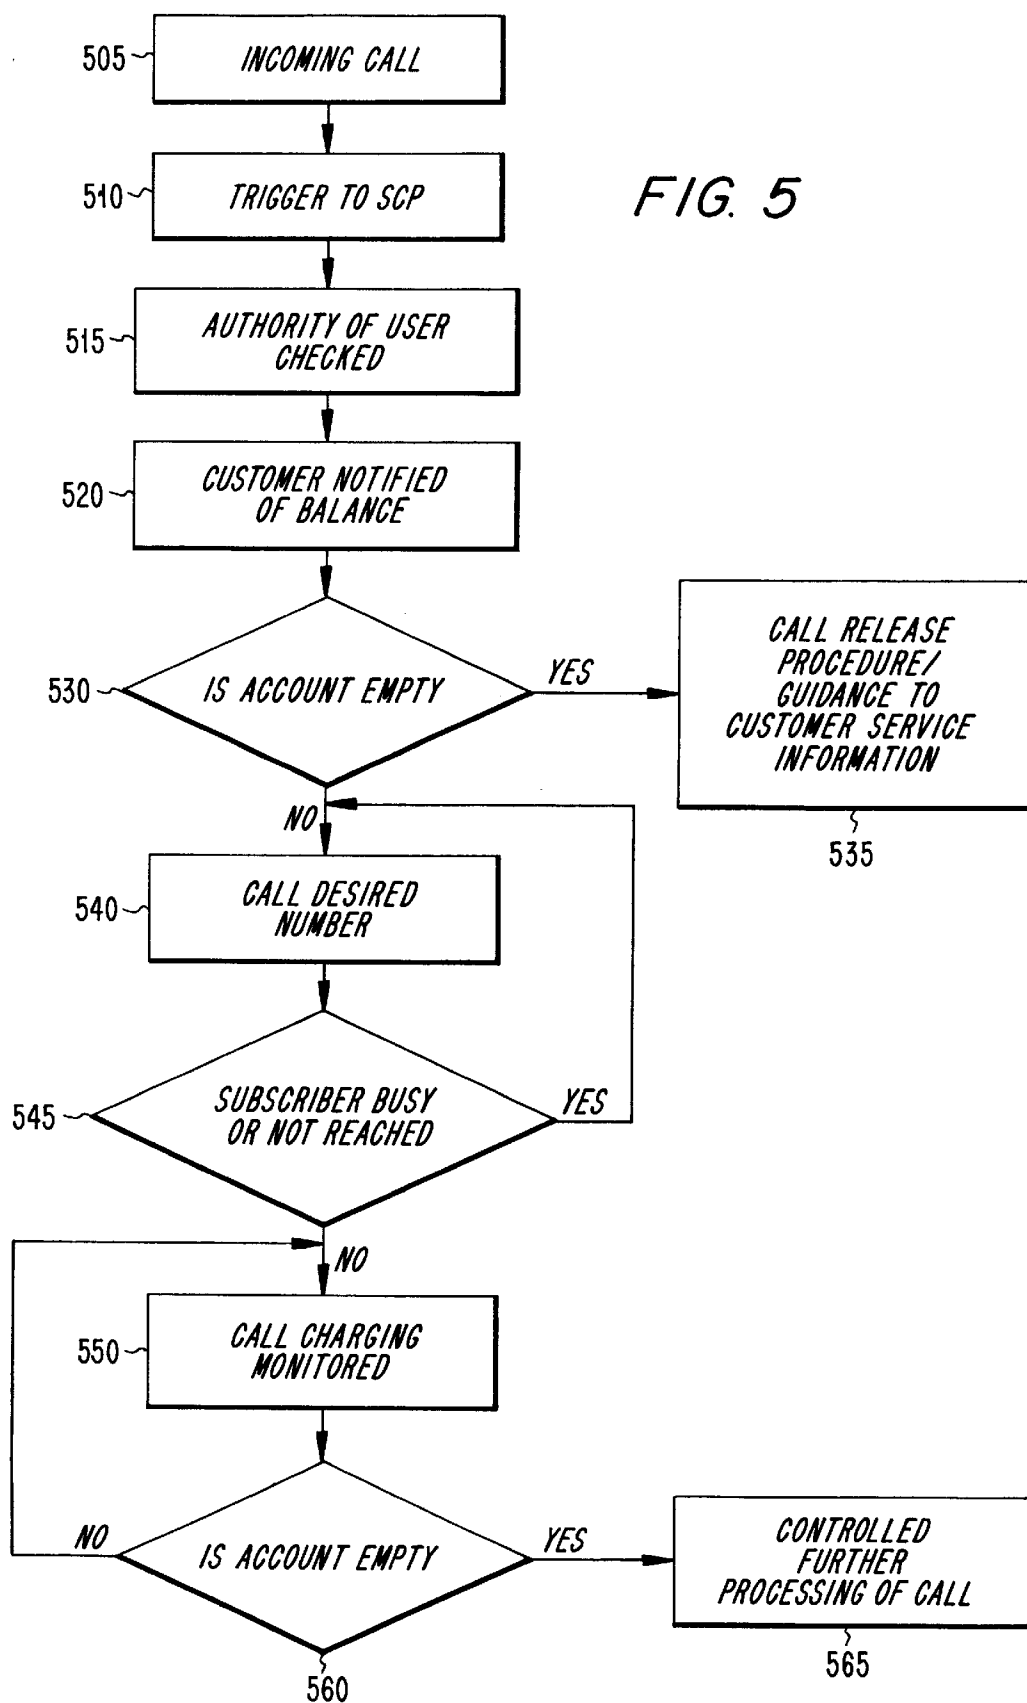 505
INCOMING CALL
510
TRIGGER TO SCP
FIG. 5
515
AUTHORITY OF USER
CHECKED
520
CUSTOMER NOTIFIED
OF BALANCE
530
IS ACCOUNT EMPTY
YES
CALL RELEASE
PROCEDURE/
GUIDANCE TO
CUSTOMER SERVICE
INFORMATION
535
NO
540
CALL DESIRED
NUMBER
545
SUBSCRIBER BUSY
OR NOT REACHED
YES
NO
550
CALL CHARGING
MONITORED
NO
IS ACCOUNT EMPTY
YES
560
CONTROLLED
FURTHER
PROCESSING OF CALL
565